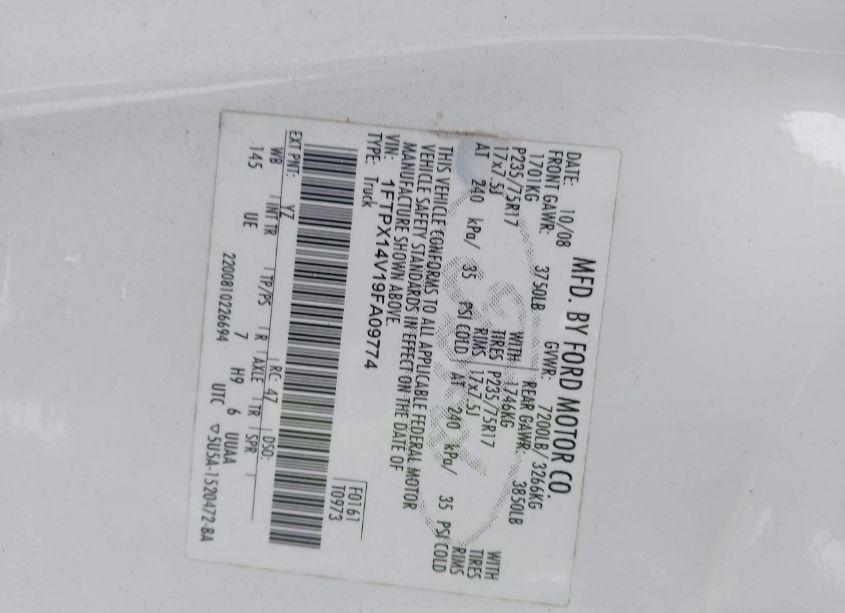 MFD. BY FORD MOTOR CO.
DATE: 10/08 GVWR: 7200LB/ 3266KG
FRONT GAWR: 3750LB REAR GAWR: 3850LB
1701KG WITH 1746KG WITH
P235/75R17 TIRES P235/75R17 TIRES
17x7.5J RIMS 17x7.5J RIMS
AT 240 kPa/ 35 PSI COLD AT 240 kPa/ 35 PSI COLD
THIS VEHICLE CONFORMS TO ALL APPLICABLE FEDERAL MOTOR
VEHICLE SAFETY STANDARDS IN EFFECT ON THE DATE OF
MANUFACTURE SHOWN ABOVE.
VIN: 1FTPX14V19FA09774
TYPE: Truck
F0161
T0973
EXT PNT: YZ RC: 47 DSO:
WB INT TR TP/PS R AXLE TR SPR
145 UE 7 H9 6 UUAA
2200810226694 UTC ▽5U5A-1520472-BA